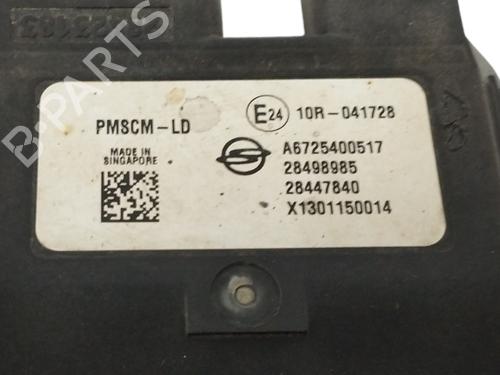 PMSCM-LD
MADE IN
SINGAPORE
E24 10R-041728
A6725400517
28498985
28447840
X1301150014
B-PARTS